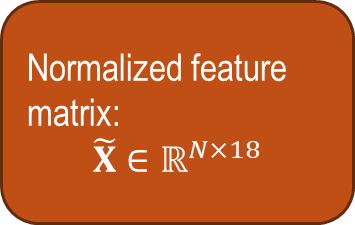 Normalized feature
matrix:
𝐗̃ ∈ ℝ^{𝑁×18}